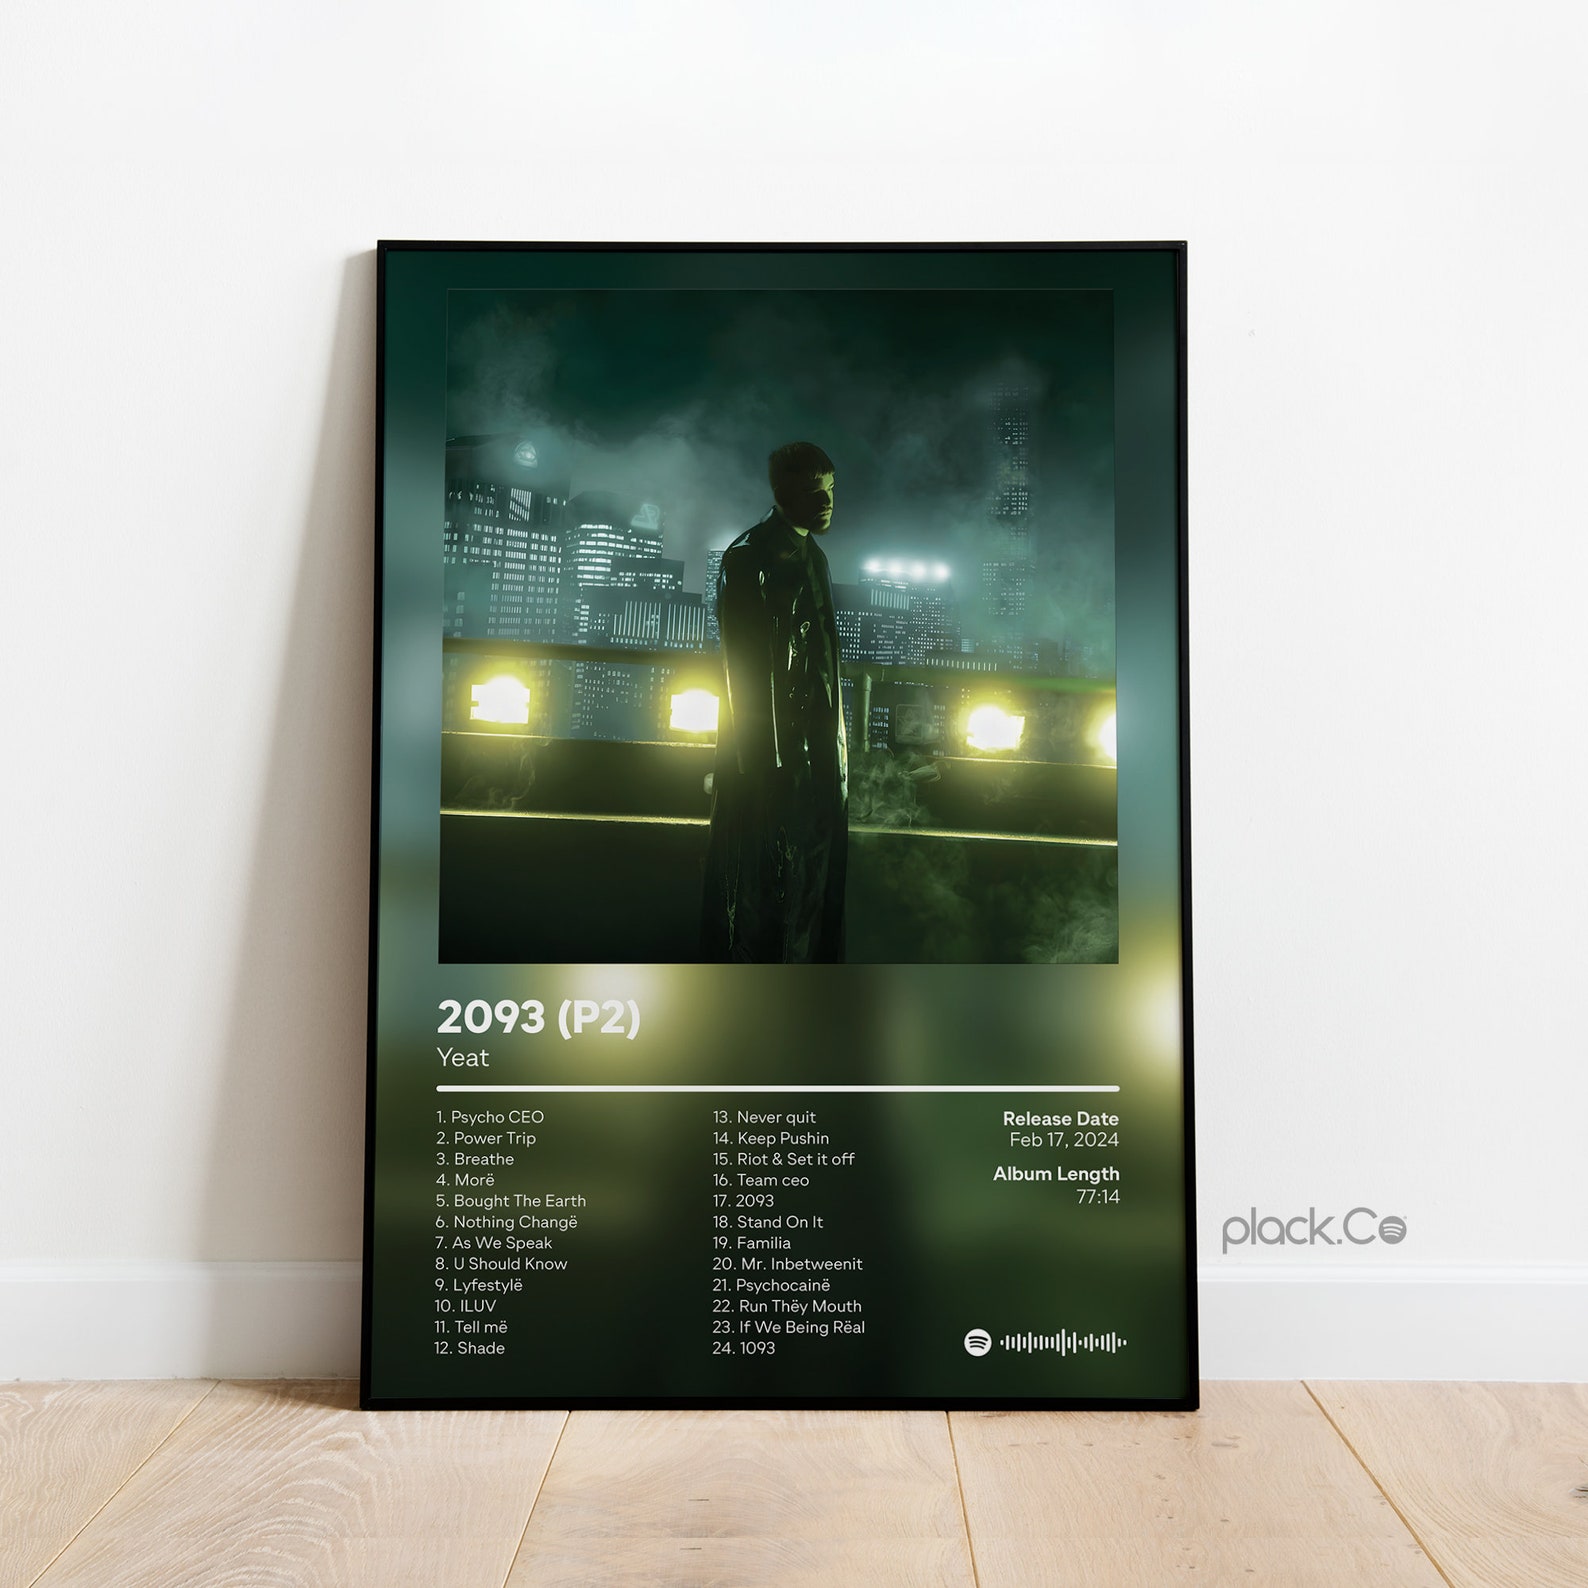 2093 (P2)
Yeat
1. Psycho CEO
2. Power Trip
3. Breathe
4. Morë
5. Bought The Earth
6. Nothing Changë
7. As We Speak
8. U Should Know
9. Lyfestylë
10. ILUV
11. Tell më
12. Shade
13. Never quit
14. Keep Pushin
15. Riot & Set it off
16. Team ceo
17. 2093
18. Stand On It
19. Familia
20. Mr. Inbetweenit
21. Psychocainë
22. Run Thëy Mouth
23. If We Being Rëal
24. 1093
Release Date
Feb 17, 2024
Album Length
77:14
plack.Co